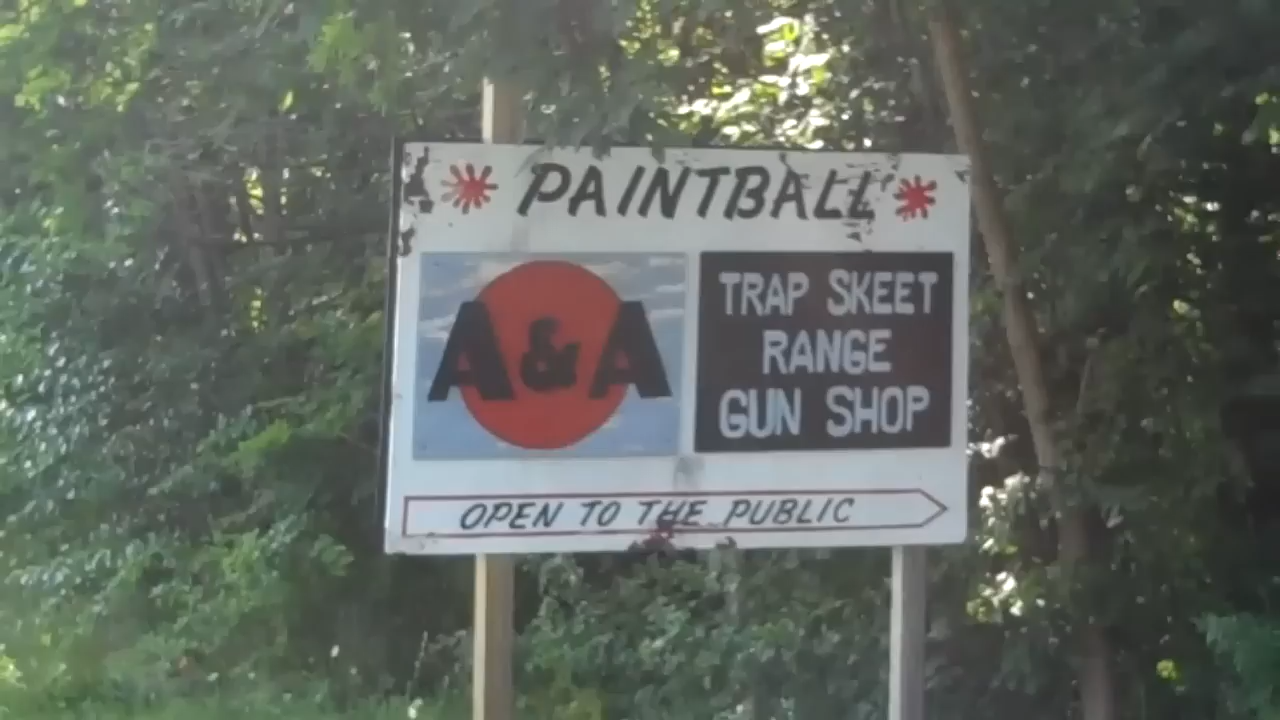 PAINTBALL
A&A
TRAP SKEET
RANGE
GUN SHOP
OPEN TO THE PUBLIC